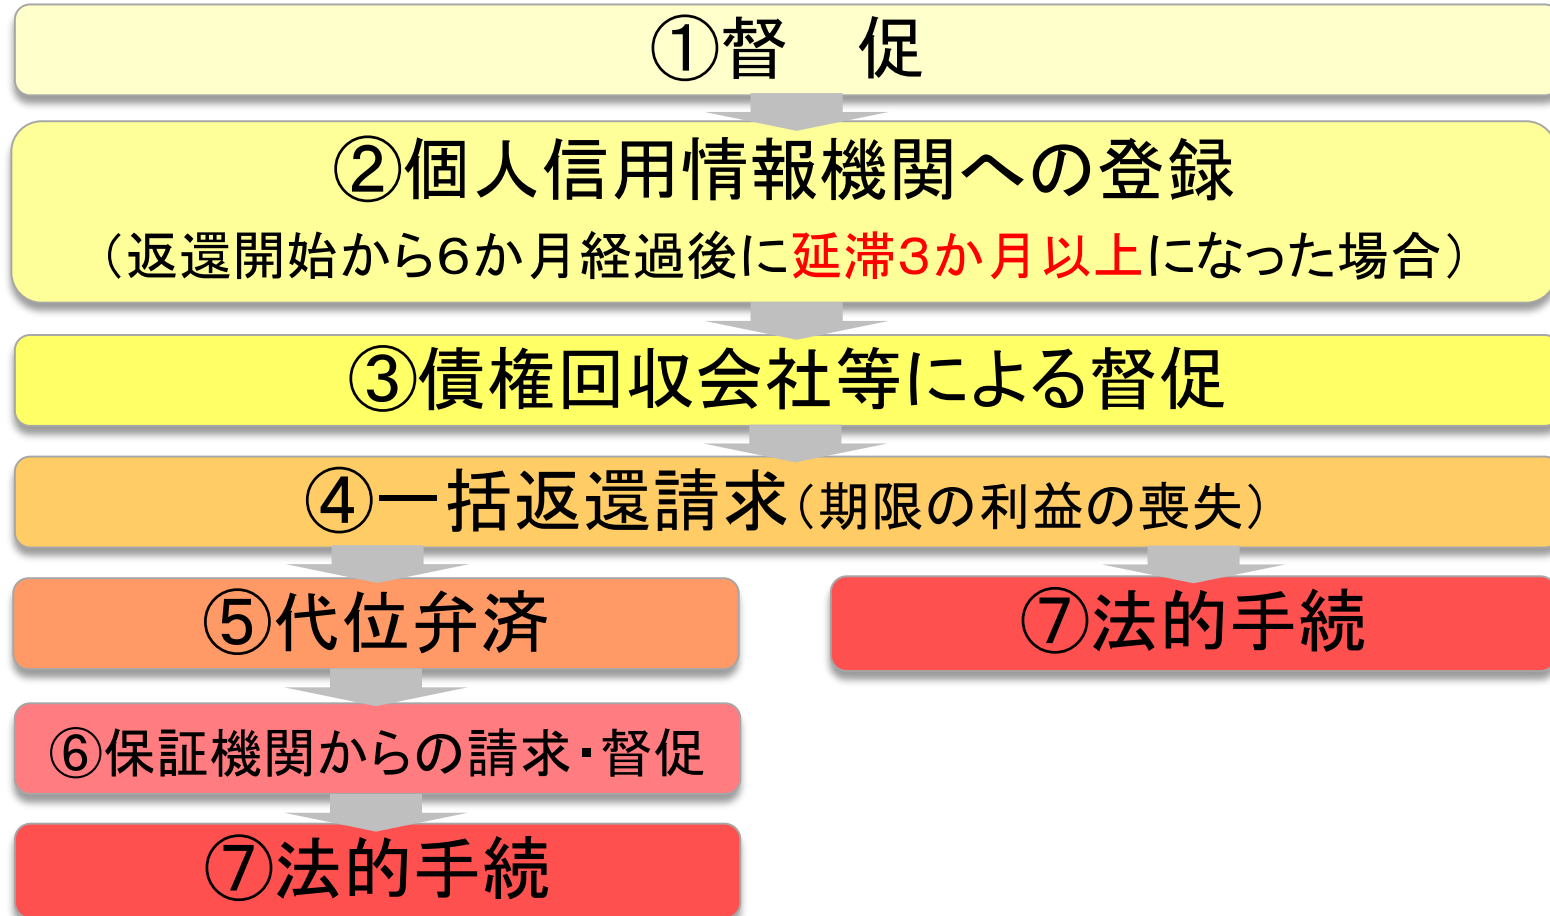 ①督　促
②個人信用情報機関への登録
（返還開始から６か月経過後に延滞３か月以上になった場合）
③債権回収会社等による督促
④一括返還請求（期限の利益の喪失）
⑤代位弁済
⑦法的手続
⑥保証機関からの請求・督促
⑦法的手続